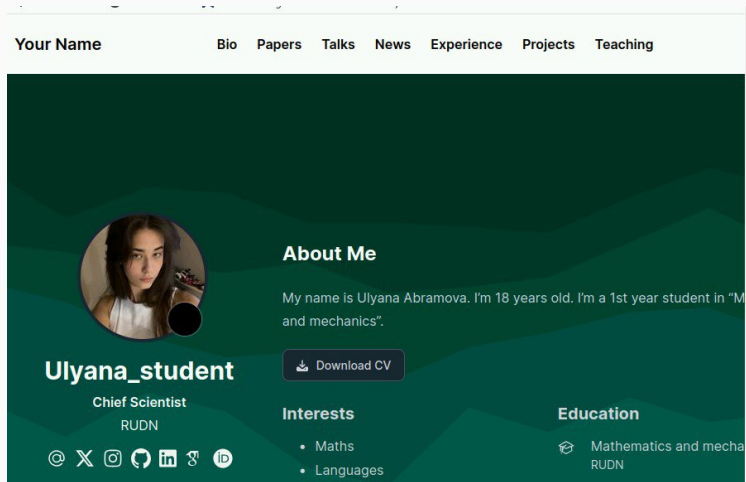 Your Name
Bio Papers Talks News Experience Projects Teaching
About Me
My name is Ulyana Abramova. I'm 18 years old. I'm a 1st year student in “M
and mechanics”.
Download CV
Ulyana_student
Chief Scientist
RUDN
Interests
Maths
Languages
Education
Mathematics and mecha
RUDN